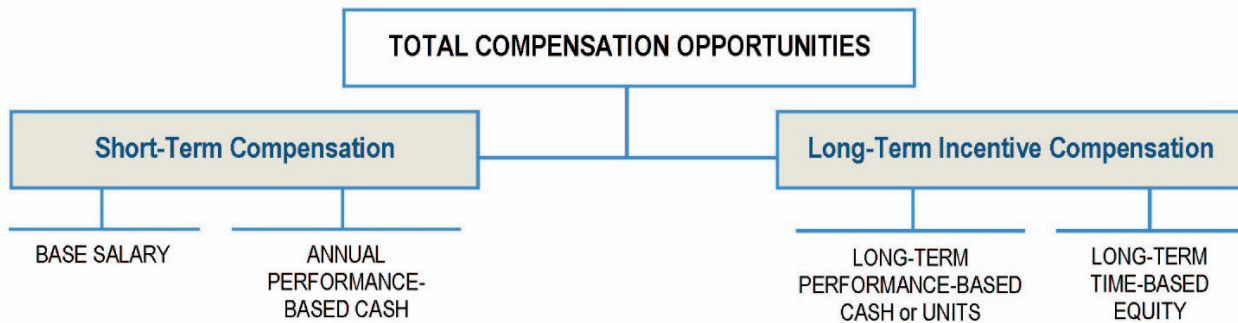 TOTAL COMPENSATION OPPORTUNITIES
Short-Term Compensation
Long-Term Incentive Compensation
BASE SALARY
ANNUAL
PERFORMANCE-
BASED CASH
LONG-TERM
PERFORMANCE-BASED
CASH or UNITS
LONG-TERM
TIME-BASED
EQUITY